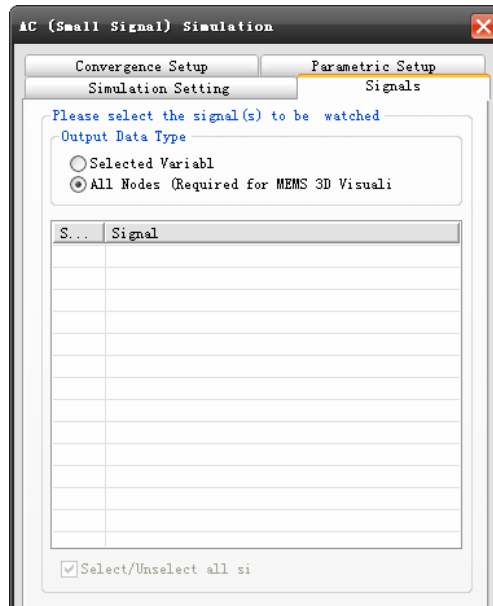 AC (Small Signal) Simulation
Convergence Setup
Parametric Setup
Simulation Setting
Signals
Please select the signal(s) to be watched
Output Data Type
Selected Variabl
All Nodes (Required for MEMS 3D Visuali
S... Signal
Select/Unselect all si